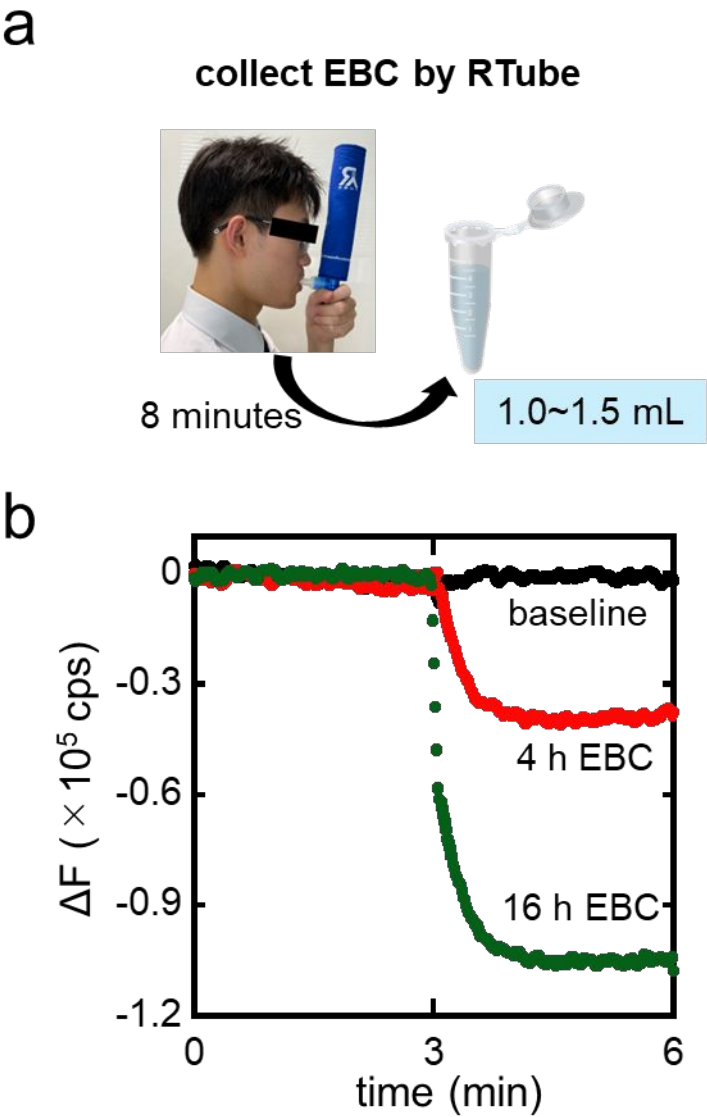 a
collect EBC by RTube
8 minutes
1.0~1.5 mL
b
0
-0.3
-0.6
-0.9
-1.2
ΔF ( × 10⁵ cps)
baseline
4 h EBC
16 h EBC
0 3 6
time (min)